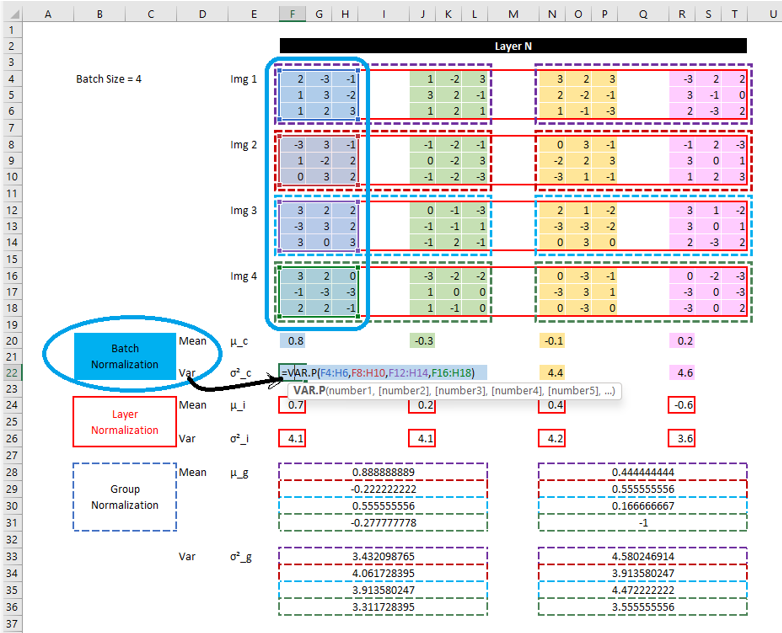 A B C D E F G H I J K L M N O P Q R S T U
1
2 Layer N
3
4 Batch Size = 4 Img 1 2 -3 -1 1 -2 3 3 2 3 -3 2 2
5 1 3 -2 3 2 1 2 -2 -1 3 -1 0
6 1 2 3 -1 1 2 1 -1 -3 2 -3 2
7
8 Img 2 -3 3 -1 -1 -2 -1 0 3 -1 -1 2 -3
9 1 -2 2 0 -2 3 -2 2 3 3 0 1
10 0 3 2 -1 -2 -3 -3 1 -1 1 2 3
11
12 Img 3 3 2 2 0 -1 -3 2 1 -2 3 1 -2
13 -3 3 2 -1 -1 1 -3 -3 -2 3 0 1
14 3 0 3 -1 2 -1 0 3 0 2 -3 2
15
16 Img 4 3 2 0 -3 -2 -2 0 -3 -1 0 -2 -3
17 -1 -3 -3 1 0 0 -3 3 1 -3 0 -3
18 2 2 -1 1 -1 0 0 -3 0 -3 0 2
19
20 Mean μ_c 0.8 -0.3 -0.1 0.2
21 Batch
Normalization
22 Var σ²_c =VAR.P(F4:H6,F8:H10,F12:H14,F16:H18) 4.4 4.6
23 VAR.P(number1, [number2], [number3], [number4], [number5], ...)
24 Mean μ_i 0.7 0.2 0.4 -0.6
25 Layer
Normalization
26 Var σ²_i 4.1 4.1 4.2 3.6
27
28 Mean μ_g 0.888888889 0.444444444
29 Group -0.222222222 0.555555556
30 Normalization 0.555555556 0.166666667
31 -0.277777778 -1
32
33 Var σ²_g 3.432098765 4.580246914
34 4.061728395 3.913580247
35 3.913580247 4.472222222
36 3.311728395 3.555555556
37